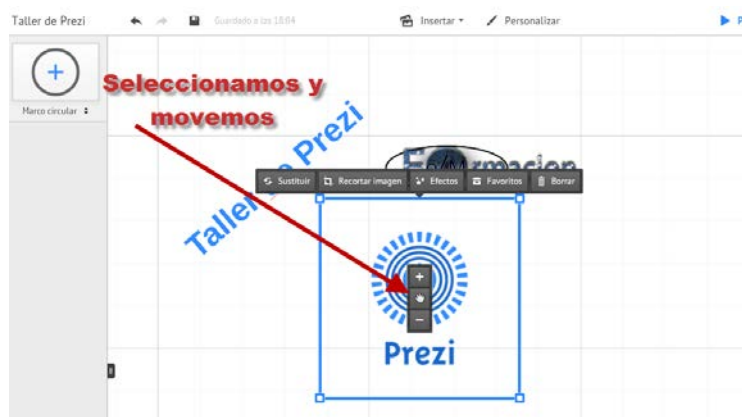 Taller de Prezi
Guardado a las 18:04
Insertar
Personalizar
Marco circular
Seleccionamos y
movemos
Taller de Prezi
Sustituir
Recortar imagen
Efectos
Favoritos
Borrar
Prezi